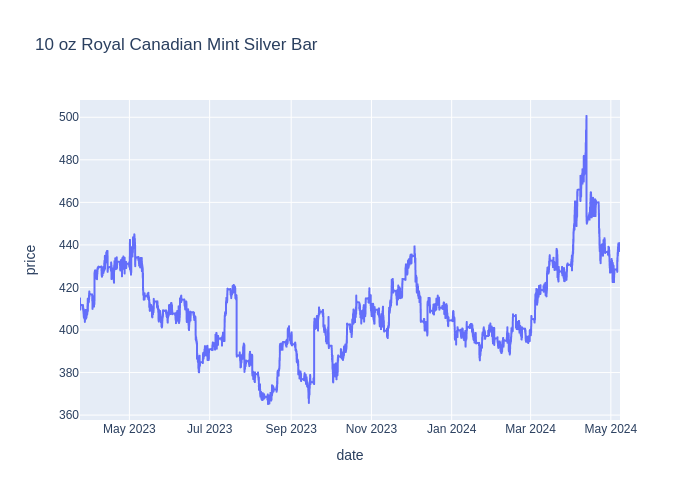 10 oz Royal Canadian Mint Silver Bar
500
480
460
440
420
400
380
360
price
May 2023
Jul 2023
Sep 2023
Nov 2023
Jan 2024
Mar 2024
May 2024
date